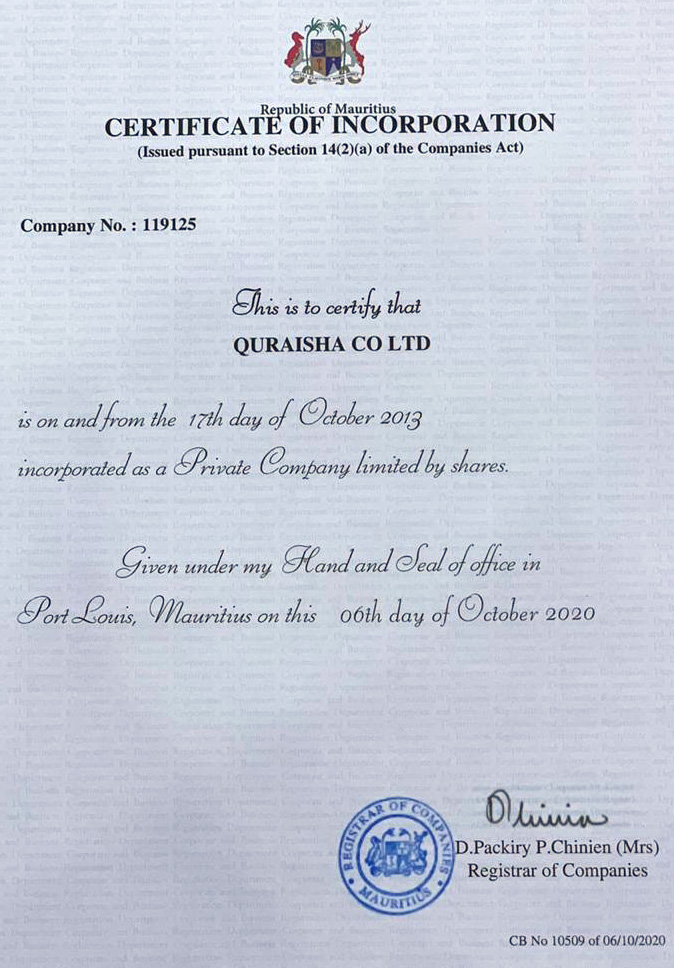 Republic of Mauritius
CERTIFICATE OF INCORPORATION
(Issued pursuant to Section 14(2)(a) of the Companies Act)
Company No. : 119125
This is to certify that
QURAISHA CO LTD
is on and from the 17th day of October 2013
incorporated as a Private Company limited by shares.
Given under my Hand and Seal of office in
Port Louis, Mauritius on this 06th day of October 2020
REGISTRAR OF COMPANIES
MAURITIUS
D.Packiry P.Chinien (Mrs)
Registrar of Companies
CB No 10509 of 06/10/2020